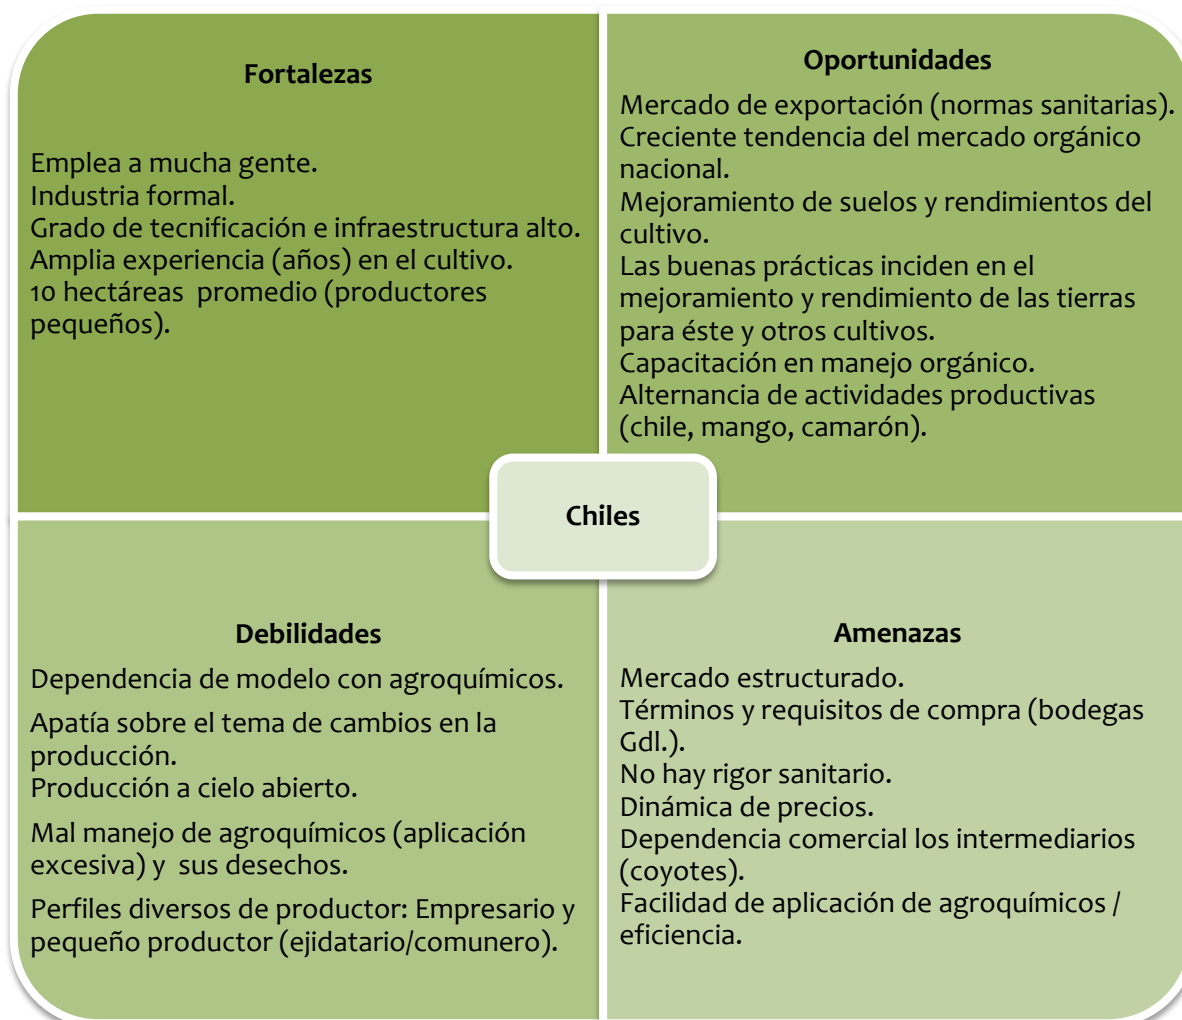 Fortalezas
Emplea a mucha gente.
Industria formal.
Grado de tecnificación e infraestructura alto.
Amplia experiencia (años) en el cultivo.
10 hectáreas  promedio (productores
pequeños).
Oportunidades
Mercado de exportación (normas sanitarias).
Creciente tendencia del mercado orgánico
nacional.
Mejoramiento de suelos y rendimientos del
cultivo.
Las buenas prácticas inciden en el
mejoramiento y rendimiento de las tierras
para éste y otros cultivos.
Capacitación en manejo orgánico.
Alternancia de actividades productivas
(chile, mango, camarón).
Chiles
Debilidades
Dependencia de modelo con agroquímicos.
Apatía sobre el tema de cambios en la
producción.
Producción a cielo abierto.
Mal manejo de agroquímicos (aplicación
excesiva) y  sus desechos.
Perfiles diversos de productor: Empresario y
pequeño productor (ejidatario/comunero).
Amenazas
Mercado estructurado.
Términos y requisitos de compra (bodegas
Gdl.).
No hay rigor sanitario.
Dinámica de precios.
Dependencia comercial los intermediarios
(coyotes).
Facilidad de aplicación de agroquímicos /
eficiencia.